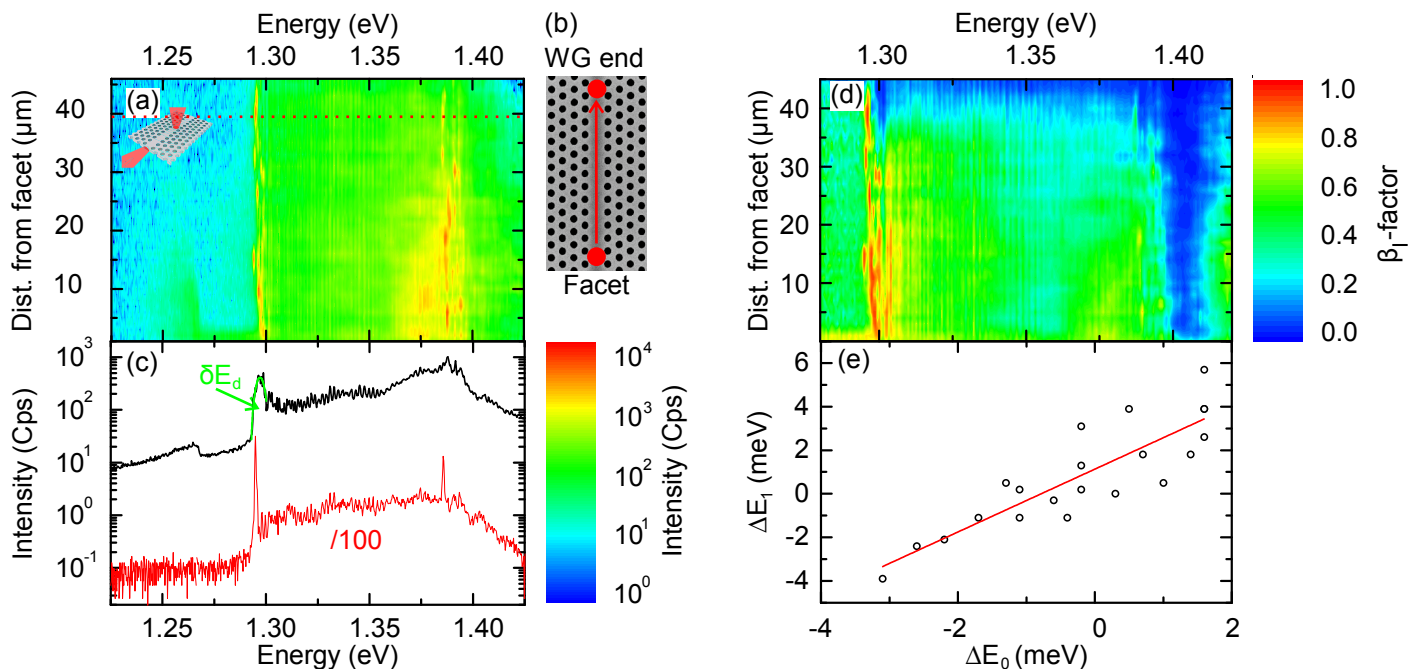 Energy (eV)
1.25 1.30 1.35 1.40
(a)
Dist. from facet (µm)
40
30
20
10
(b)
WG end
Facet
(c)
δE_d
/100
Intensity (Cps)
10³
10²
10¹
10⁰
10⁻¹
1.25 1.30 1.35 1.40
Energy (eV)
10⁴
10³
10²
10¹
10⁰
Intensity (Cps)
Energy (eV)
1.30 1.35 1.40
(d)
Dist. from facet (µm)
40
30
20
10
1.0
0.8
0.6
0.4
0.2
0.0
β_I-factor
(e)
ΔE₁ (meV)
6
4
2
0
-2
-4
-4 -2 0 2
ΔE₀ (meV)